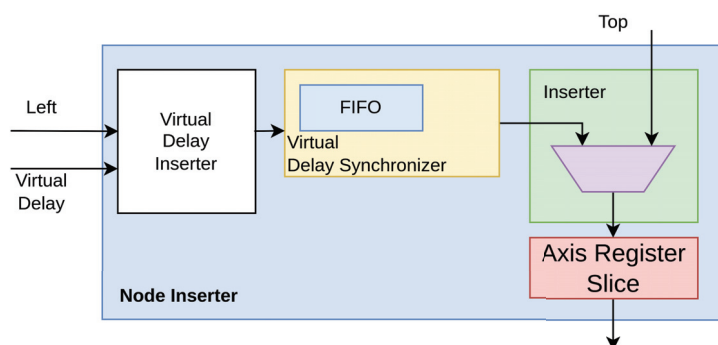 Top
Left
Virtual
Delay
Virtual
Delay
Inserter
FIFO
Virtual
Delay Synchronizer
Inserter
Axis Register
Slice
Node Inserter